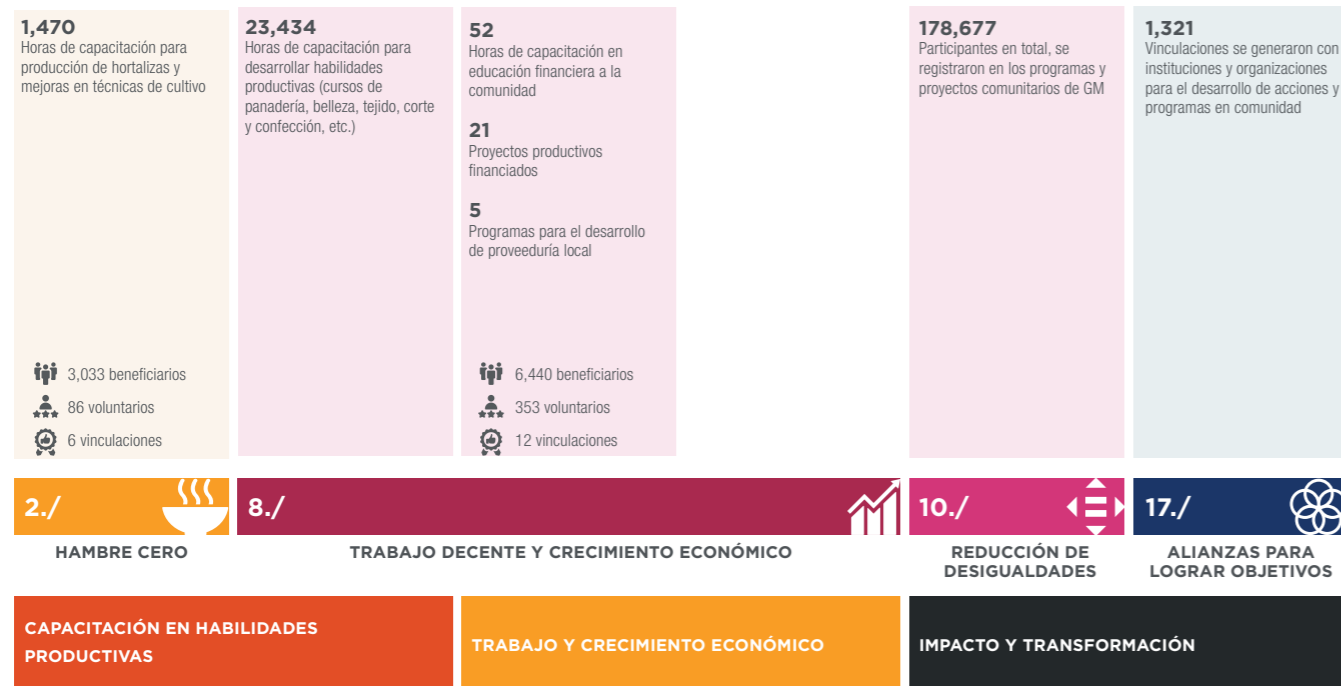 1,470
Horas de capacitación para
producción de hortalizas y
mejoras en técnicas de cultivo
3,033 beneficiarios
86 voluntarios
6 vinculaciones
23,434
Horas de capacitación para
desarrollar habilidades
productivas (cursos de
panadería, belleza, tejido, corte
y confección, etc.)
52
Horas de capacitación en
educación financiera a la
comunidad
21
Proyectos productivos
financiados
5
Programas para el desarrollo
de proveeduría local
6,440 beneficiarios
353 voluntarios
12 vinculaciones
178,677
Participantes en total, se
registraron en los programas y
proyectos comunitarios de GM
1,321
Vinculaciones se generaron con
instituciones y organizaciones
para el desarrollo de acciones y
programas en comunidad
2./
HAMBRE CERO
8./
TRABAJO DECENTE Y CRECIMIENTO ECONÓMICO
10./
REDUCCIÓN DE
DESIGUALDADES
17./
ALIANZAS PARA
LOGRAR OBJETIVOS
CAPACITACIÓN EN HABILIDADES
PRODUCTIVAS
TRABAJO Y CRECIMIENTO ECONÓMICO
IMPACTO Y TRANSFORMACIÓN